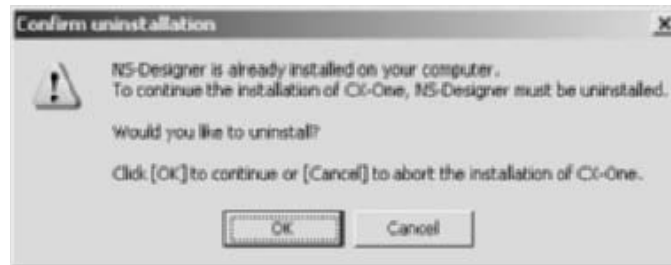 Confirm uninstallation
NS-Designer is already installed on your computer.
To continue the installation of CX-One, NS-Designer must be uninstalled.
Would you like to uninstall?
Click [OK] to continue or [Cancel] to abort the installation of CX-One.
OK
Cancel